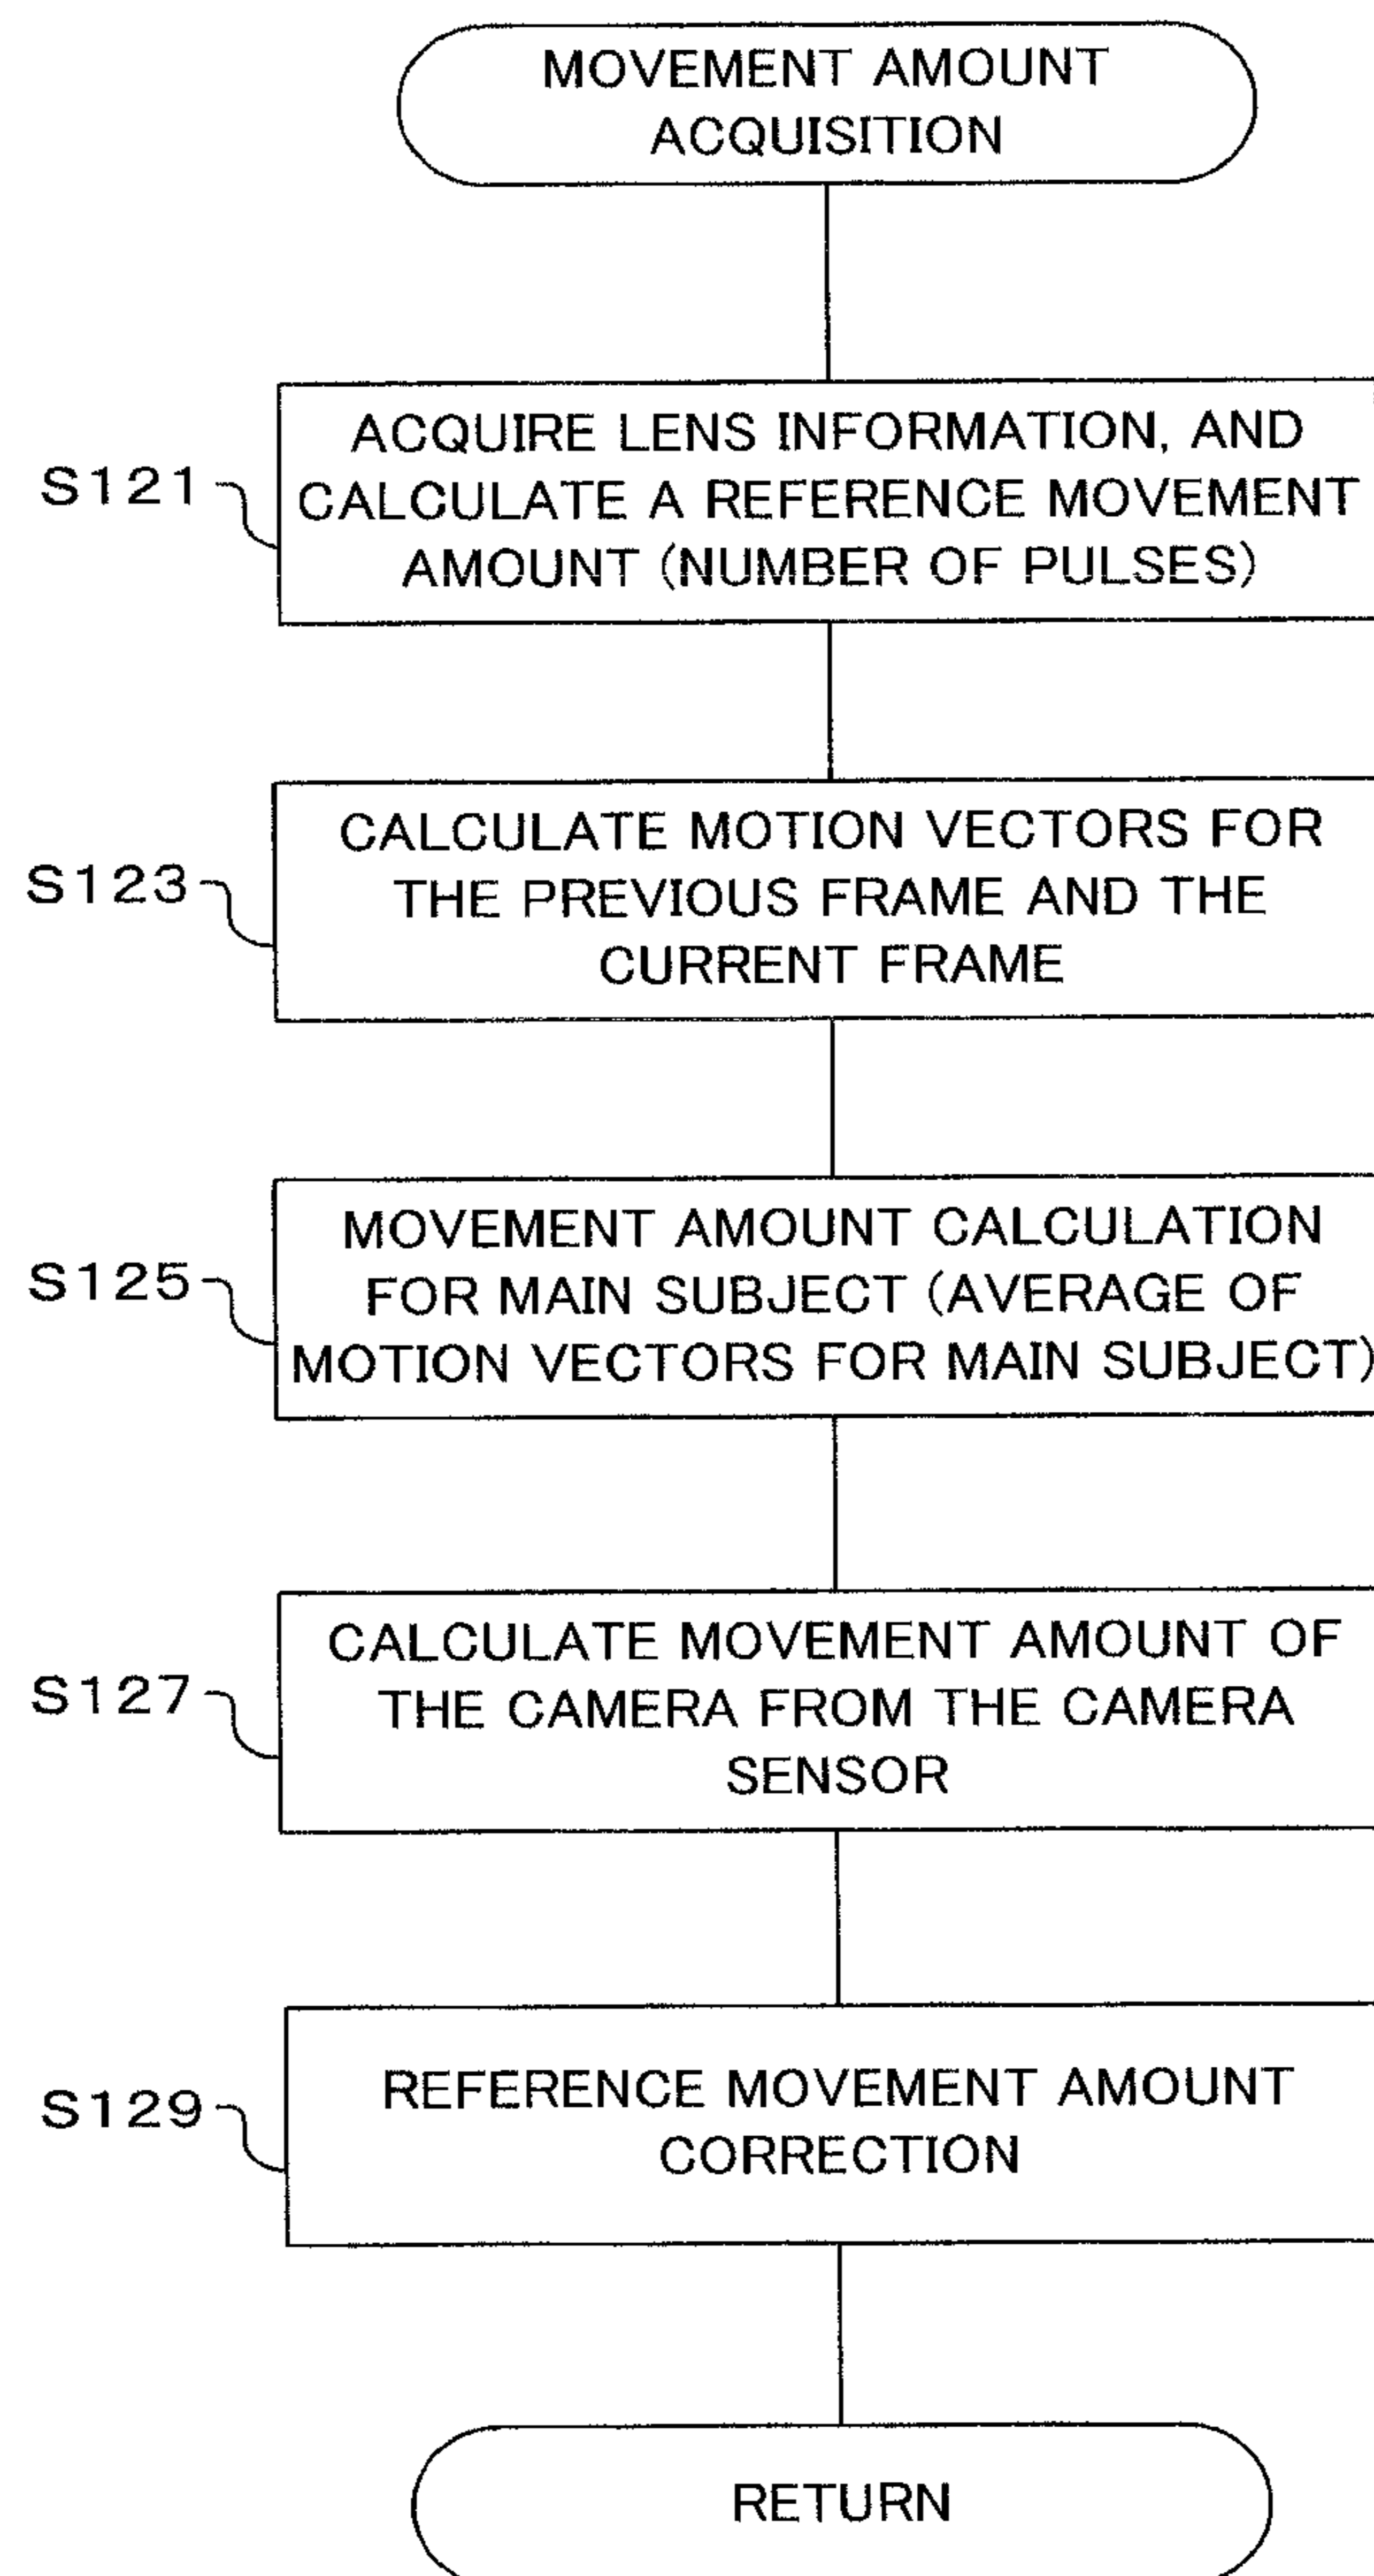 MOVEMENT AMOUNT
ACQUISITION
S121
ACQUIRE LENS INFORMATION, AND
CALCULATE A REFERENCE MOVEMENT
AMOUNT (NUMBER OF PULSES)
S123
CALCULATE MOTION VECTORS FOR
THE PREVIOUS FRAME AND THE
CURRENT FRAME
S125
MOVEMENT AMOUNT CALCULATION
FOR MAIN SUBJECT (AVERAGE OF
MOTION VECTORS FOR MAIN SUBJECT)
S127
CALCULATE MOVEMENT AMOUNT OF
THE CAMERA FROM THE CAMERA
SENSOR
S129
REFERENCE MOVEMENT AMOUNT
CORRECTION
RETURN